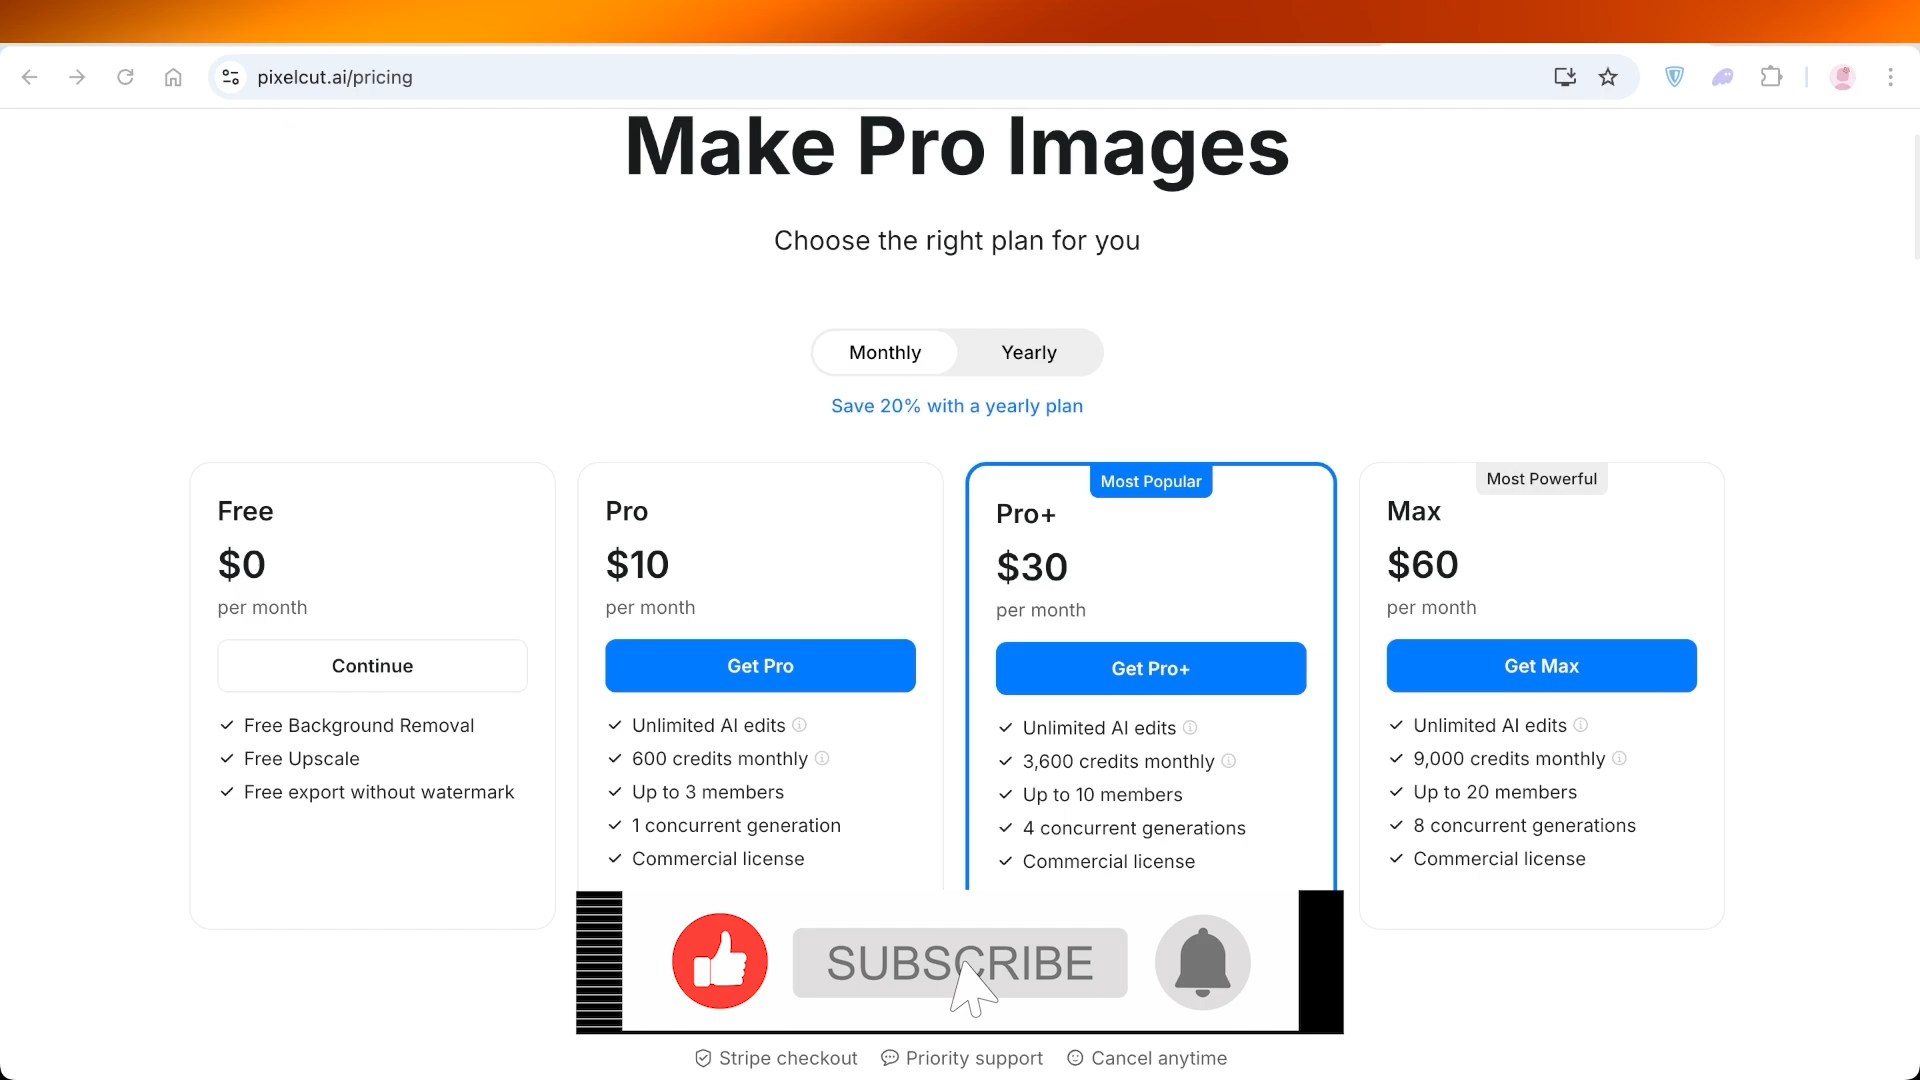 pixelcut.ai/pricing
Make Pro Images
Choose the right plan for you
Monthly
Yearly
Save 20% with a yearly plan
Free
$0
per month
Continue
Free Background Removal
Free Upscale
Free export without watermark
Pro
$10
per month
Get Pro
Unlimited AI edits
600 credits monthly
Up to 3 members
1 concurrent generation
Commercial license
Most Popular
Pro+
$30
per month
Get Pro+
Unlimited AI edits
3,600 credits monthly
Up to 10 members
4 concurrent generations
Commercial license
Most Powerful
Max
$60
per month
Get Max
Unlimited AI edits
9,000 credits monthly
Up to 20 members
8 concurrent generations
Commercial license
SUBSCRIBE
Stripe checkout
Priority support
Cancel anytime